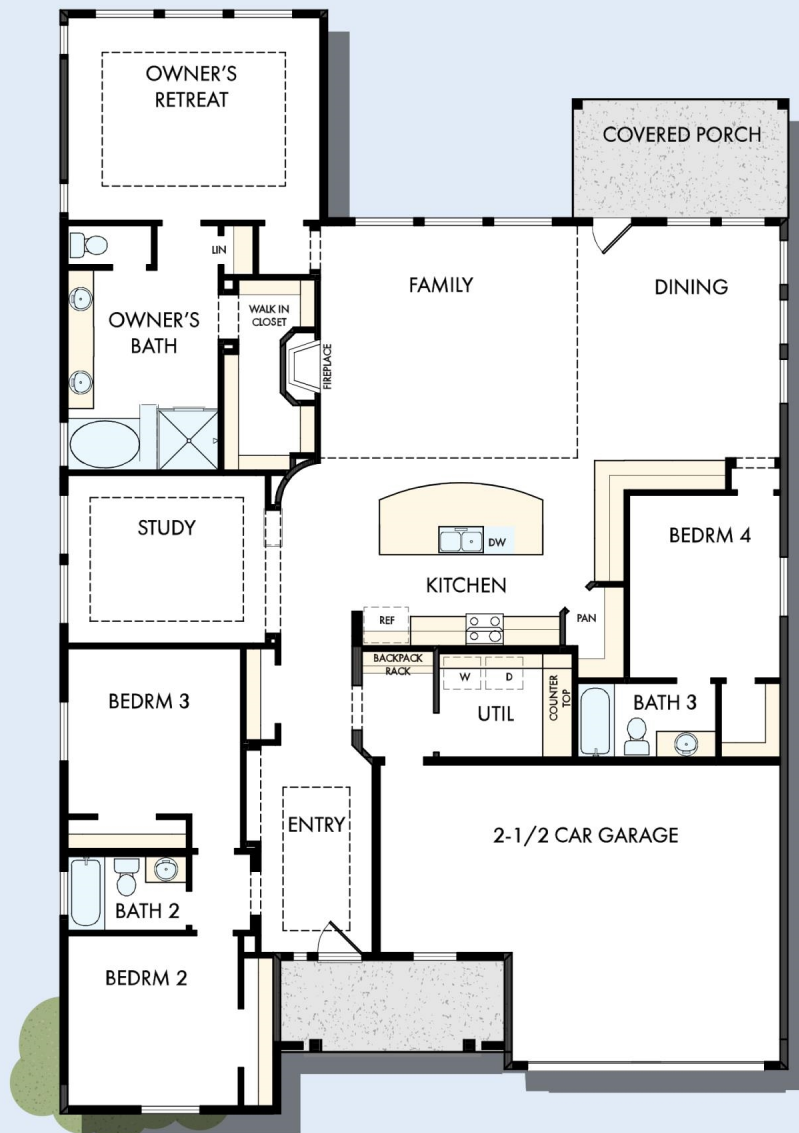 OWNER'S
RETREAT
COVERED PORCH
LIN
FAMILY
DINING
OWNER'S
BATH
WALK IN
CLOSET
FIREPLACE
STUDY
BEDRM 4
DW
KITCHEN
REF
PAN
BACKPACK
RACK
W
D
COUNTER
TOP
UTIL
BEDRM 3
BATH 3
ENTRY
2-1/2 CAR GARAGE
BATH 2
BEDRM 2